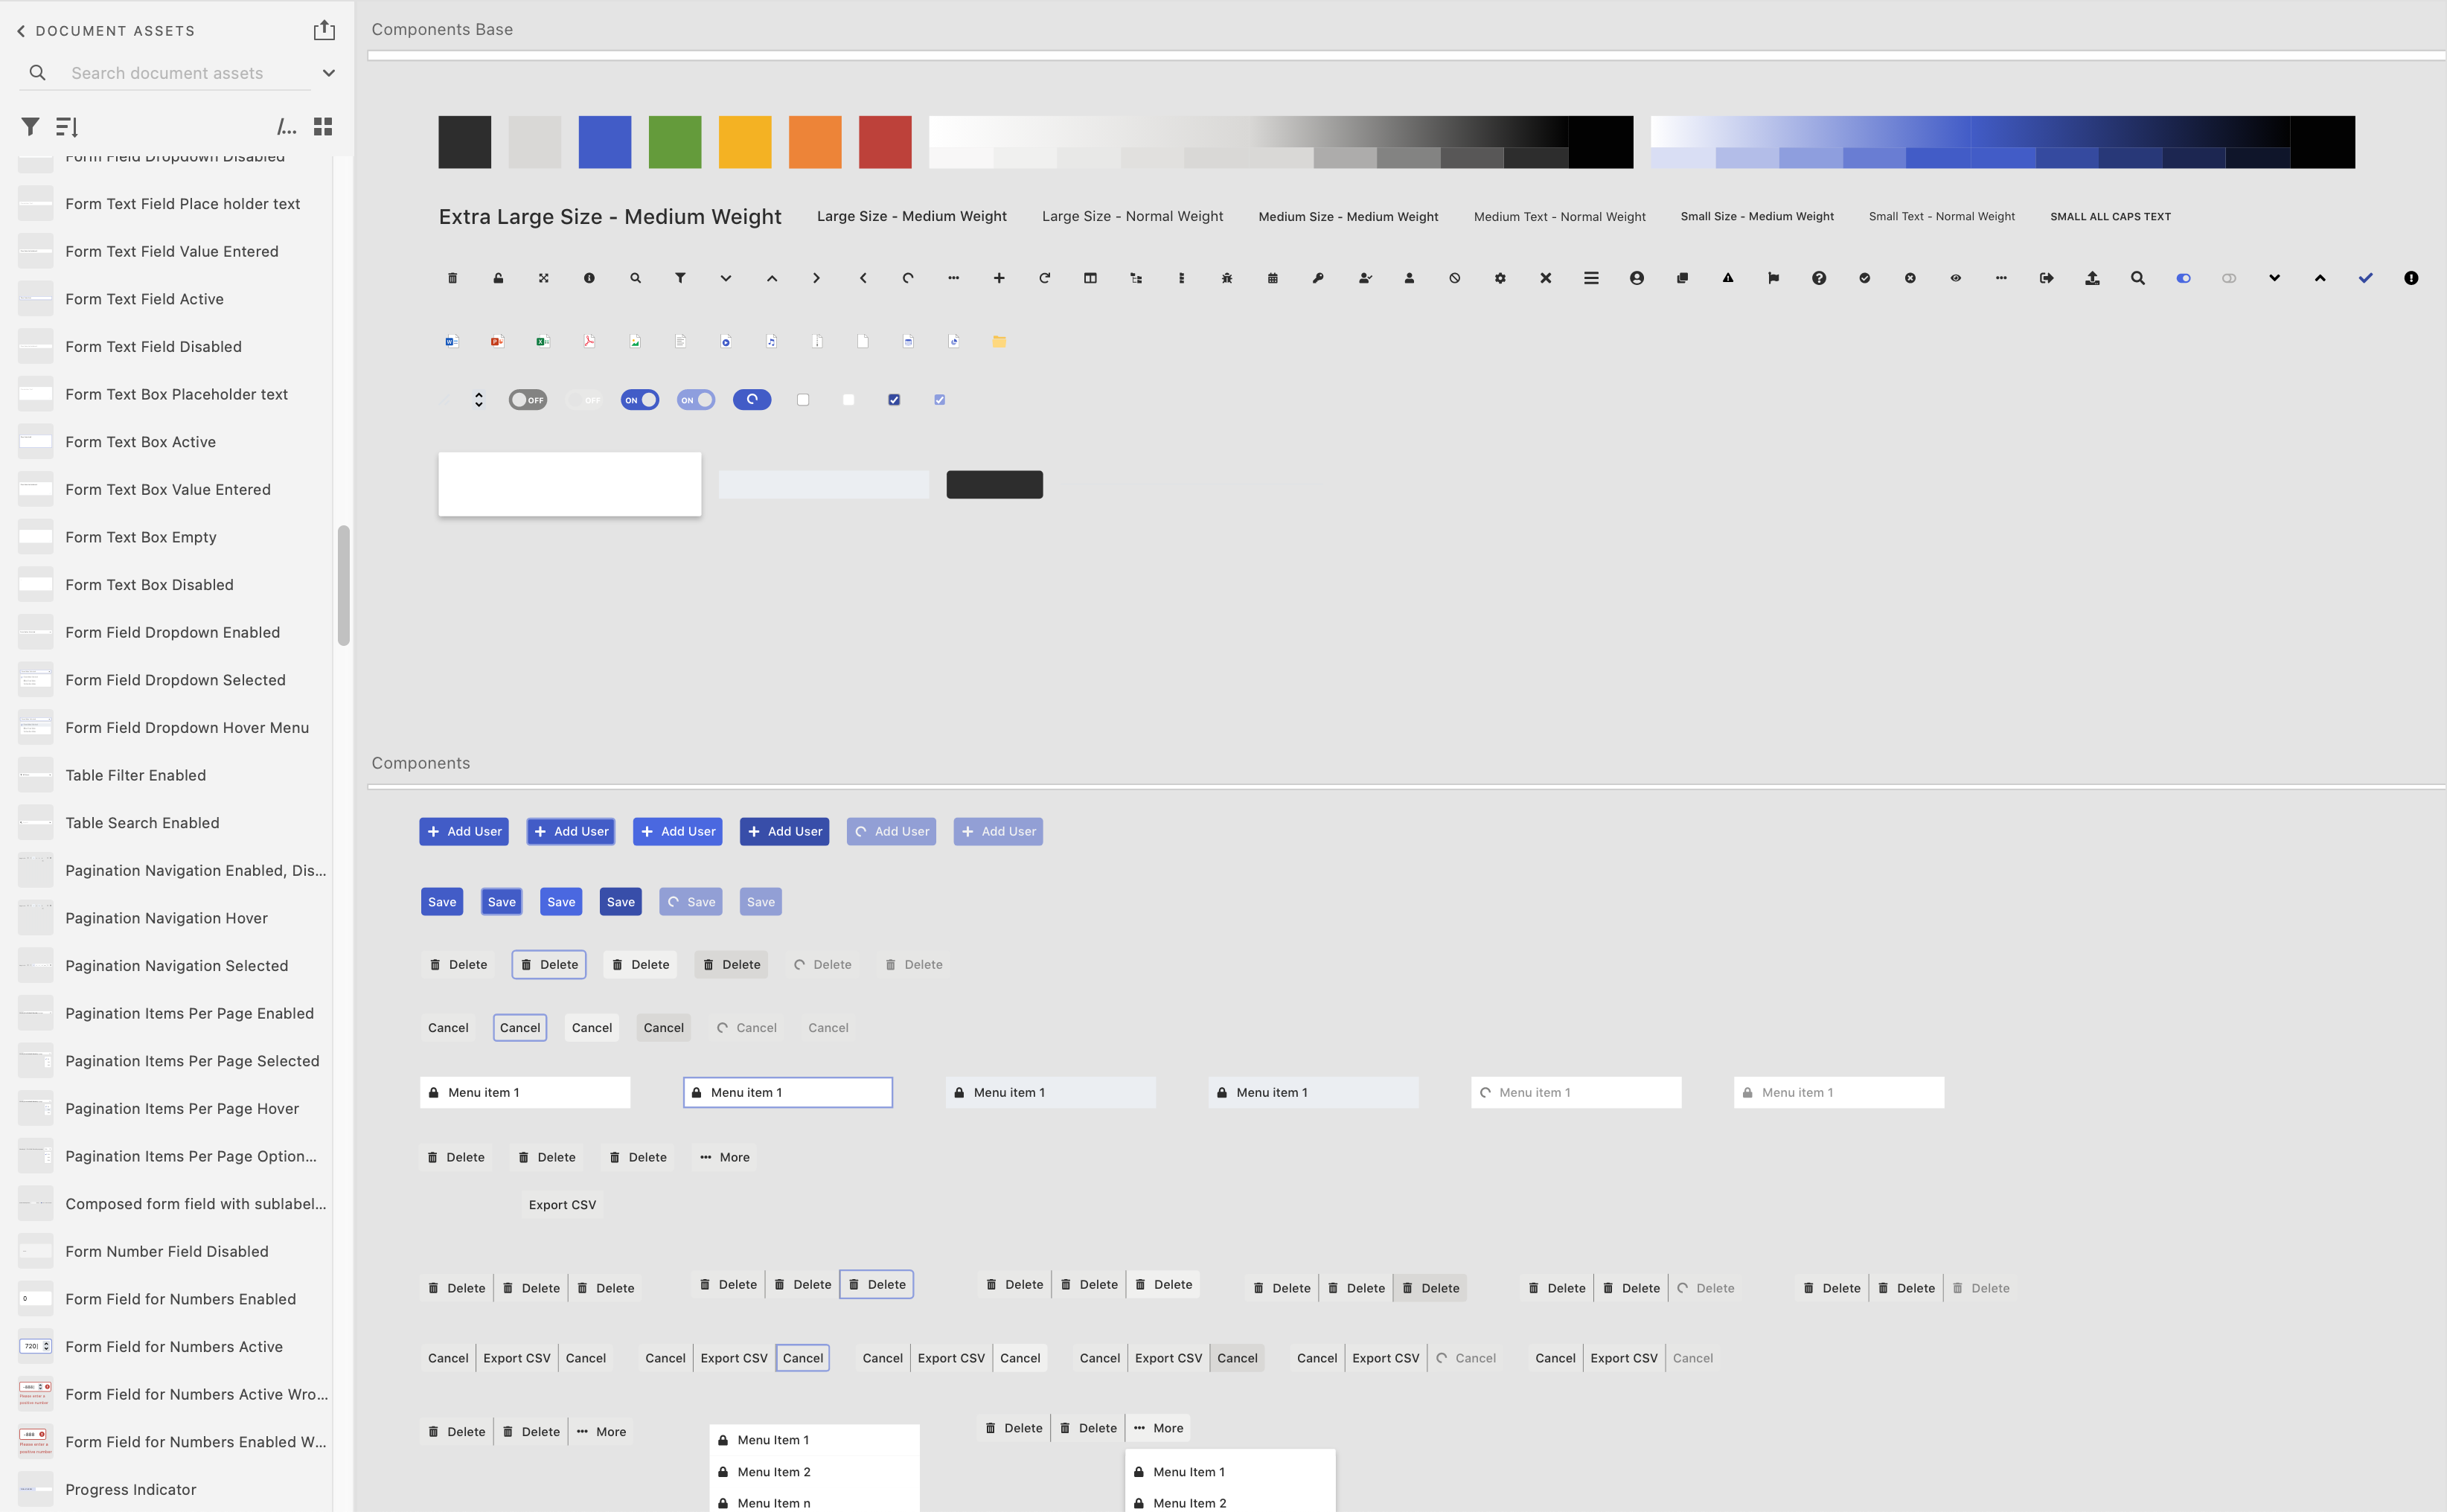 DOCUMENT ASSETS
Search document assets
/...
Form Field Dropdown Disabled
Form Text Field Place holder text
Form Text Field Value Entered
Form Text Field Active
Form Text Field Disabled
Form Text Box Placeholder text
Form Text Box Active
Form Text Box Value Entered
Form Text Box Empty
Form Text Box Disabled
Form Field Dropdown Enabled
Form Field Dropdown Selected
Form Field Dropdown Hover Menu
Table Filter Enabled
Table Search Enabled
Pagination Navigation Enabled, Dis...
Pagination Navigation Hover
Pagination Navigation Selected
Pagination Items Per Page Enabled
Pagination Items Per Page Selected
Pagination Items Per Page Hover
Pagination Items Per Page Option...
Composed form field with sublabel...
Form Number Field Disabled
0 Form Field for Numbers Enabled
720 Form Field for Numbers Active
Form Field for Numbers Active Wro...
Form Field for Numbers Enabled W...
Progress Indicator
Components Base
Extra Large Size - Medium Weight Large Size - Medium Weight Large Size - Normal Weight Medium Size - Medium Weight Medium Text - Normal Weight Small Size - Medium Weight Small Text - Normal Weight SMALL ALL CAPS TEXT
OFF OFF ON ON
Components
Add User Add User Add User Add User Add User Add User
Save Save Save Save Save Save
Delete Delete Delete Delete Delete Delete
Cancel Cancel Cancel Cancel Cancel Cancel
Menu item 1 Menu item 1 Menu item 1 Menu item 1 Menu item 1 Menu item 1
Delete Delete Delete More
Export CSV
Delete Delete Delete Delete Delete Delete Delete Delete Delete Delete Delete Delete Delete Delete Delete Delete Delete Delete
Cancel Export CSV Cancel Cancel Export CSV Cancel Cancel Export CSV Cancel Cancel Export CSV Cancel Cancel Export CSV Cancel Cancel Export CSV Cancel
Delete Delete More
Menu Item 1
Menu Item 2
Menu Item n
Delete Delete More
Menu Item 1
Menu Item 2